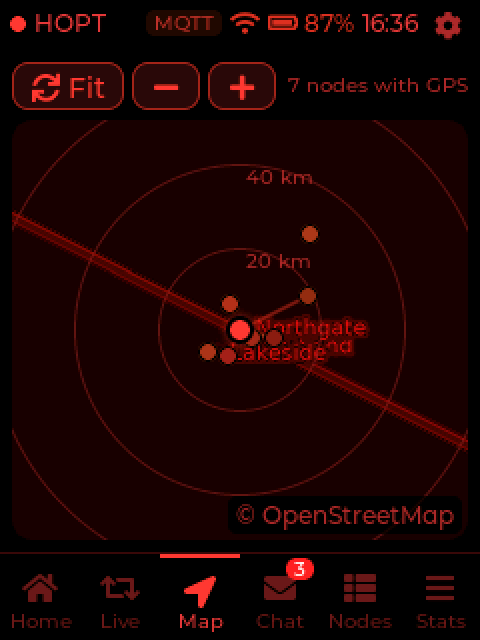 HOPT MQTT 87% 16:36
Fit − + 7 nodes with GPS
40 km
20 km
Northgate
Lakeside
© OpenStreetMap
3
Home Live Map Chat Nodes Stats